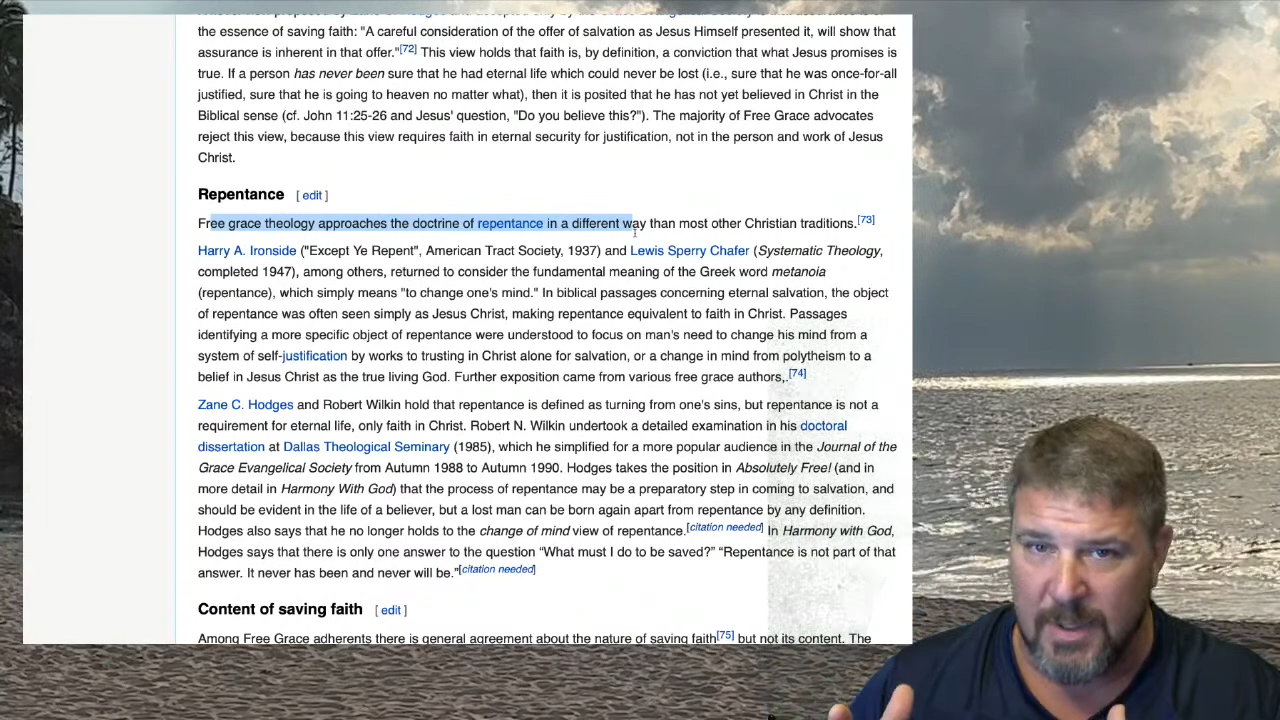 the essence of saving faith: "A careful consideration of the offer of salvation as Jesus Himself presented it, will show that
assurance is inherent in that offer."[72] This view holds that faith is, by definition, a conviction that what Jesus promises is
true. If a person has never been sure that he had eternal life which could never be lost (i.e., sure that he was once-for-all
justified, sure that he is going to heaven no matter what), then it is posited that he has not yet believed in Christ in the
Biblical sense (cf. John 11:25-26 and Jesus' question, "Do you believe this?"). The majority of Free Grace advocates
reject this view, because this view requires faith in eternal security for justification, not in the person and work of Jesus
Christ.
Repentance [ edit ]
Free grace theology approaches the doctrine of repentance in a different way than most other Christian traditions.[73]
Harry A. Ironside ("Except Ye Repent", American Tract Society, 1937) and Lewis Sperry Chafer (Systematic Theology,
completed 1947), among others, returned to consider the fundamental meaning of the Greek word metanoia
(repentance), which simply means "to change one's mind." In biblical passages concerning eternal salvation, the object
of repentance was often seen simply as Jesus Christ, making repentance equivalent to faith in Christ. Passages
identifying a more specific object of repentance were understood to focus on man's need to change his mind from a
system of self-justification by works to trusting in Christ alone for salvation, or a change in mind from polytheism to a
belief in Jesus Christ as the true living God. Further exposition came from various free grace authors,.[74]
Zane C. Hodges and Robert Wilkin hold that repentance is defined as turning from one's sins, but repentance is not a
requirement for eternal life, only faith in Christ. Robert N. Wilkin undertook a detailed examination in his doctoral
dissertation at Dallas Theological Seminary (1985), which he simplified for a more popular audience in the Journal of the
Grace Evangelical Society from Autumn 1988 to Autumn 1990. Hodges takes the position in Absolutely Free! (and in
more detail in Harmony With God) that the process of repentance may be a preparatory step in coming to salvation, and
should be evident in the life of a believer, but a lost man can be born again apart from repentance by any definition.
Hodges also says that he no longer holds to the change of mind view of repentance.[citation needed] In Harmony with God,
Hodges says that there is only one answer to the question “What must I do to be saved?” “Repentance is not part of that
answer. It never has been and never will be.”[citation needed]
Content of saving faith [ edit ]
Among Free Grace adherents there is general agreement about the nature of saving faith[75] but not its content. The